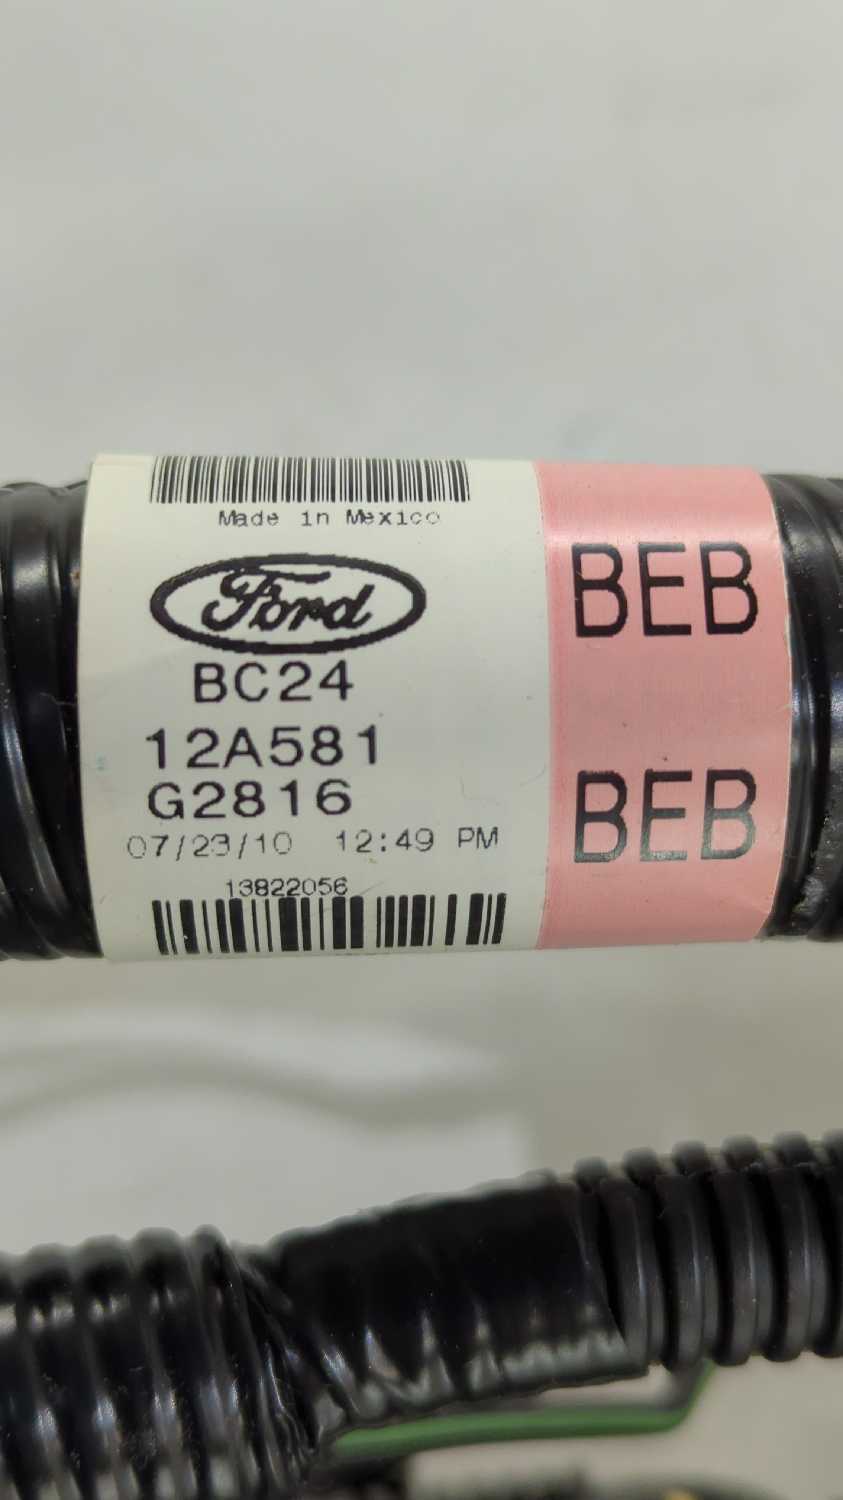 Made in Mexico
Ford
BC24
12A581
G2816
07/23/10 12:49 PM
13822056
BEB
BEB